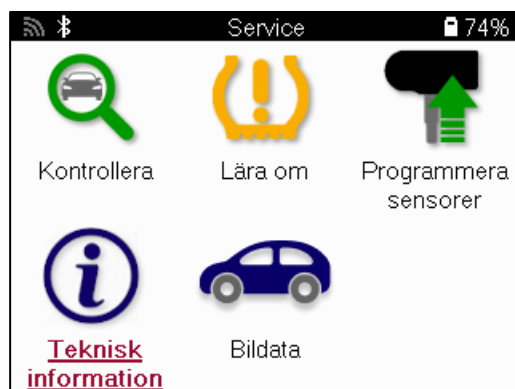 Service
74%
Kontrollera
Lära om
Programmera
sensorer
Teknisk
information
Bildata